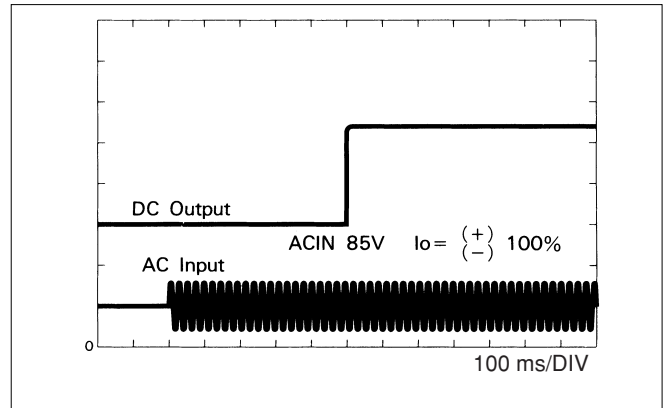 DC Output
ACIN 85V Io= (+) 100%
(−)
AC Input
0
100 ms/DIV